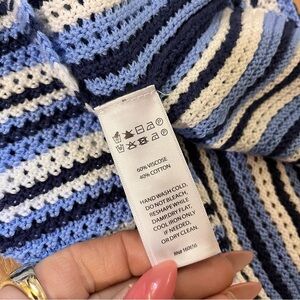 60% VISCOSE
40% COTTON
HAND WASH COLD,
DO NOT BLEACH,
RESHAPE WHILE
DAMP, DRY FLAT,
COOL IRON ONLY
IF NEEDED,
OR DRY CLEAN.